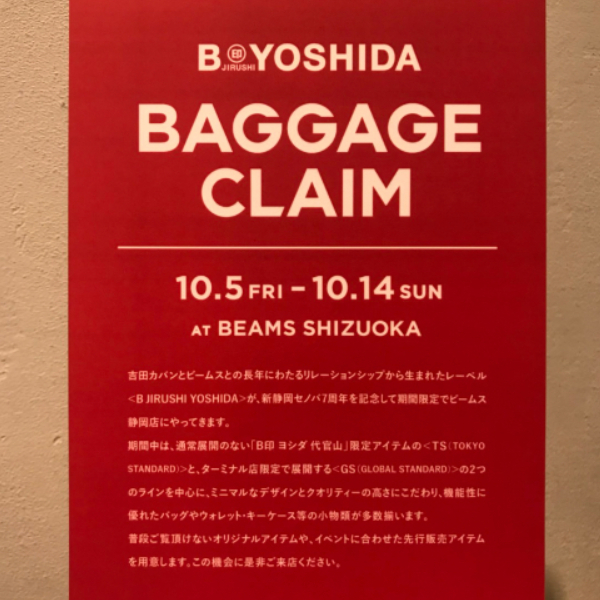 B印YOSHIDA
JIRUSHI
BAGGAGE
CLAIM
10.5 FRI – 10.14 SUN
AT BEAMS SHIZUOKA
吉田カバンとビームスとの長年にわたるリレーションシップから生まれたレーベル
<B JIRUSHI YOSHIDA>が、新静岡セノバ7周年を記念して期間限定でビームス
静岡店にやってきます。
期間中は、通常展開のない「B印 ヨシダ 代官山」限定アイテムの<TS(TOKYO
STANDARD)>と、ターミナル店限定で展開する<GS(GLOBAL STANDARD)>の2つ
のラインを中心に、ミニマルなデザインとクオリティーの高さにこだわり、機能性に
優れたバッグやウォレット・キーケース等の小物類が多数揃います。
普段ご覧頂けないオリジナルアイテムや、イベントに合わせた先行販売アイテム
を用意します。この機会に是非ご来店ください。